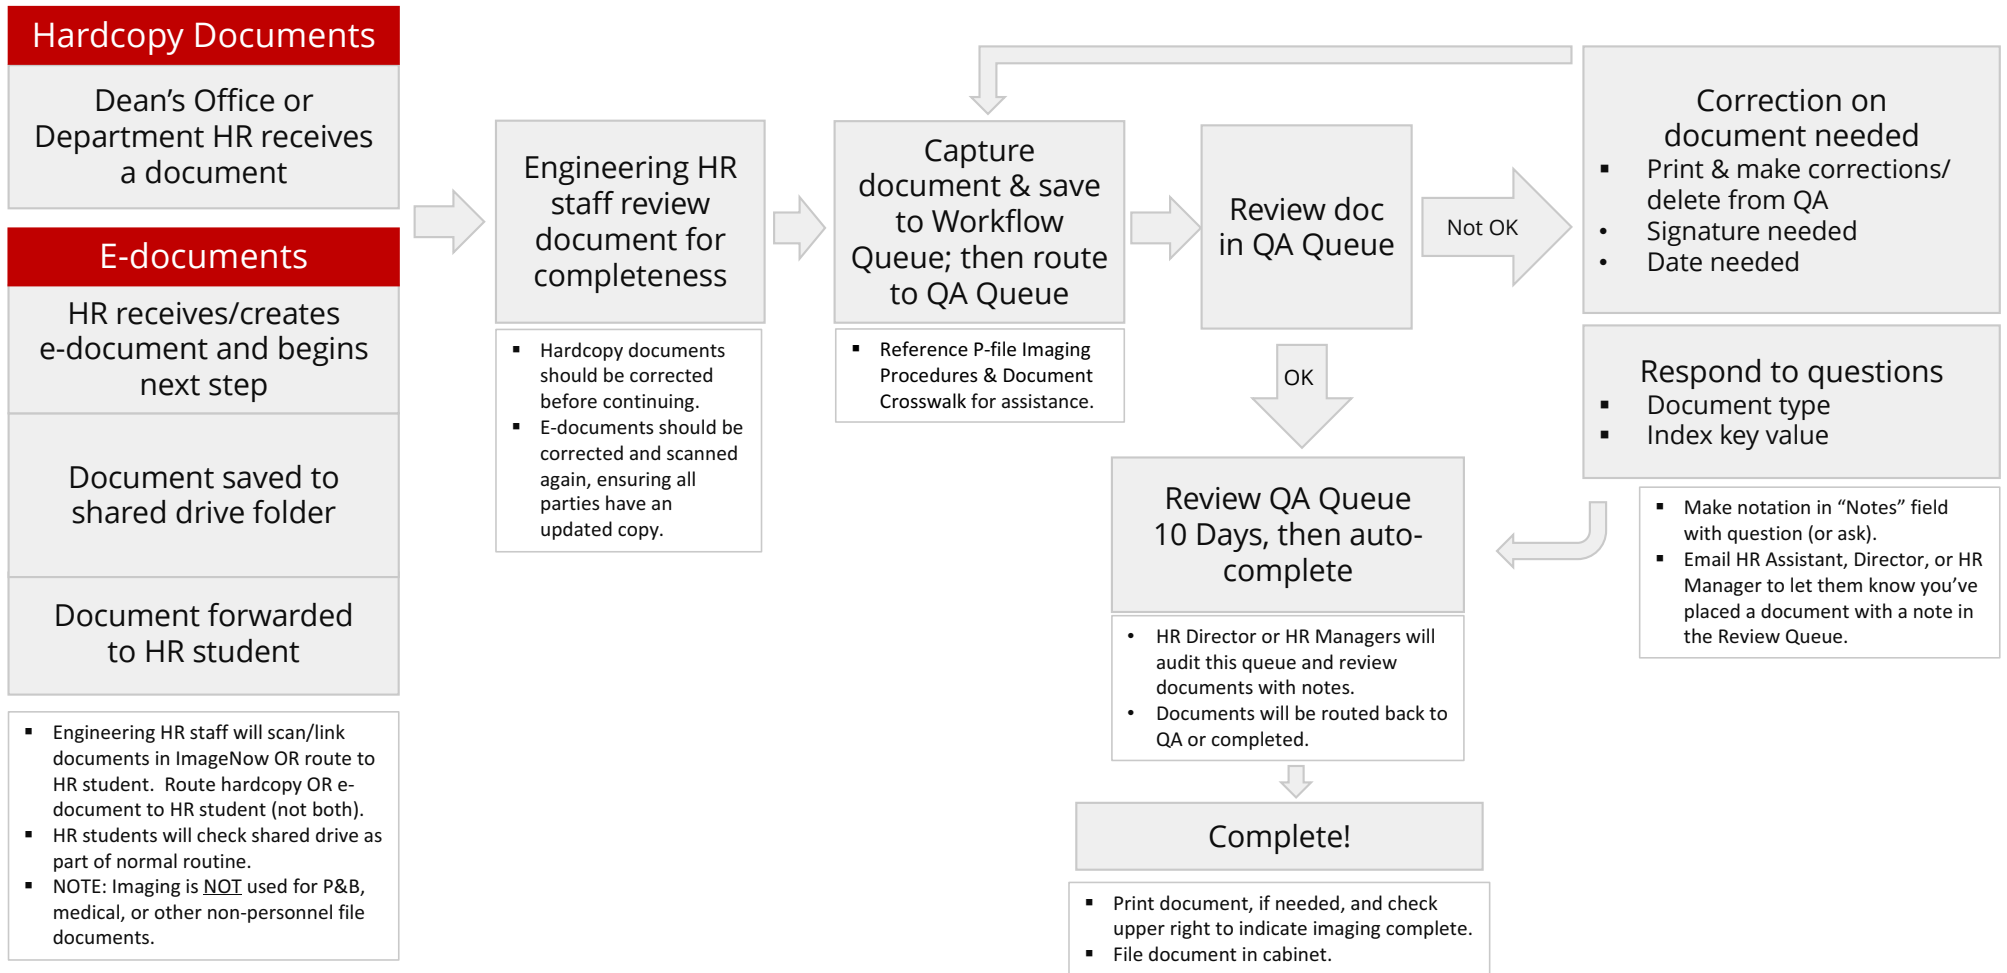 Hardcopy Documents
Dean’s Office or
Department HR receives
a document
E-documents
HR receives/creates
e-document and begins
next step
Document saved to
shared drive folder
Document forwarded
to HR student
▪ Engineering HR staff will scan/link
documents in ImageNow OR route to
HR student.  Route hardcopy OR e-
document to HR student (not both).
▪ HR students will check shared drive as
part of normal routine.
▪ NOTE: Imaging is NOT used for P&B,
medical, or other non-personnel file
documents.
Engineering HR
staff review
document for
completeness
▪ Hardcopy documents
should be corrected
before continuing.
▪ E-documents should be
corrected and scanned
again, ensuring all
parties have an
updated copy.
Capture
document & save
to Workflow
Queue; then route
to QA Queue
▪ Reference P-file Imaging
Procedures & Document
Crosswalk for assistance.
Review doc
in QA Queue
Not OK
OK
Correction on
document needed
▪ Print & make corrections/
delete from QA
• Signature needed
• Date needed
Respond to questions
▪ Document type
▪ Index key value
▪ Make notation in “Notes” field
with question (or ask).
▪ Email HR Assistant, Director, or HR
Manager to let them know you’ve
placed a document with a note in
the Review Queue.
Review QA Queue
10 Days, then auto-
complete
• HR Director or HR Managers will
audit this queue and review
documents with notes.
• Documents will be routed back to
QA or completed.
Complete!
▪ Print document, if needed, and check
upper right to indicate imaging complete.
▪ File document in cabinet.